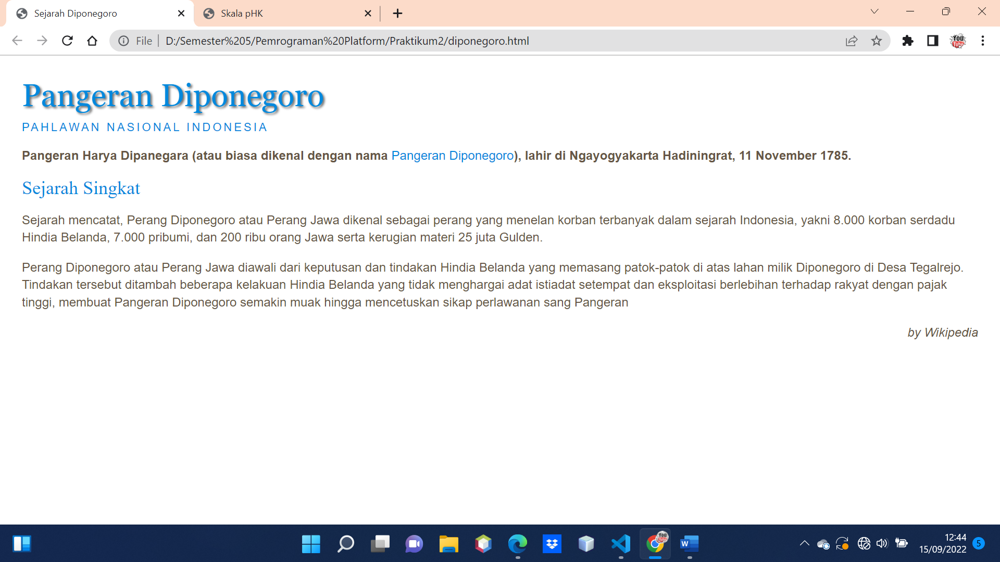 Sejarah Diponegoro
Skala pHK
File
D:/Semester%205/Pemrograman%20Platform/Praktikum2/diponegoro.html
You
Tube
Pangeran Diponegoro
PAHLAWAN NASIONAL INDONESIA
Pangeran Harya Dipanegara (atau biasa dikenal dengan nama Pangeran Diponegoro), lahir di Ngayogyakarta Hadiningrat, 11 November 1785.
Sejarah Singkat
Sejarah mencatat, Perang Diponegoro atau Perang Jawa dikenal sebagai perang yang menelan korban terbanyak dalam sejarah Indonesia, yakni 8.000 korban serdadu
Hindia Belanda, 7.000 pribumi, dan 200 ribu orang Jawa serta kerugian materi 25 juta Gulden.
Perang Diponegoro atau Perang Jawa diawali dari keputusan dan tindakan Hindia Belanda yang memasang patok-patok di atas lahan milik Diponegoro di Desa Tegalrejo.
Tindakan tersebut ditambah beberapa kelakuan Hindia Belanda yang tidak menghargai adat istiadat setempat dan eksploitasi berlebihan terhadap rakyat dengan pajak
tinggi, membuat Pangeran Diponegoro semakin muak hingga mencetuskan sikap perlawanan sang Pangeran
by Wikipedia
You
W
12:44
15/09/2022
5